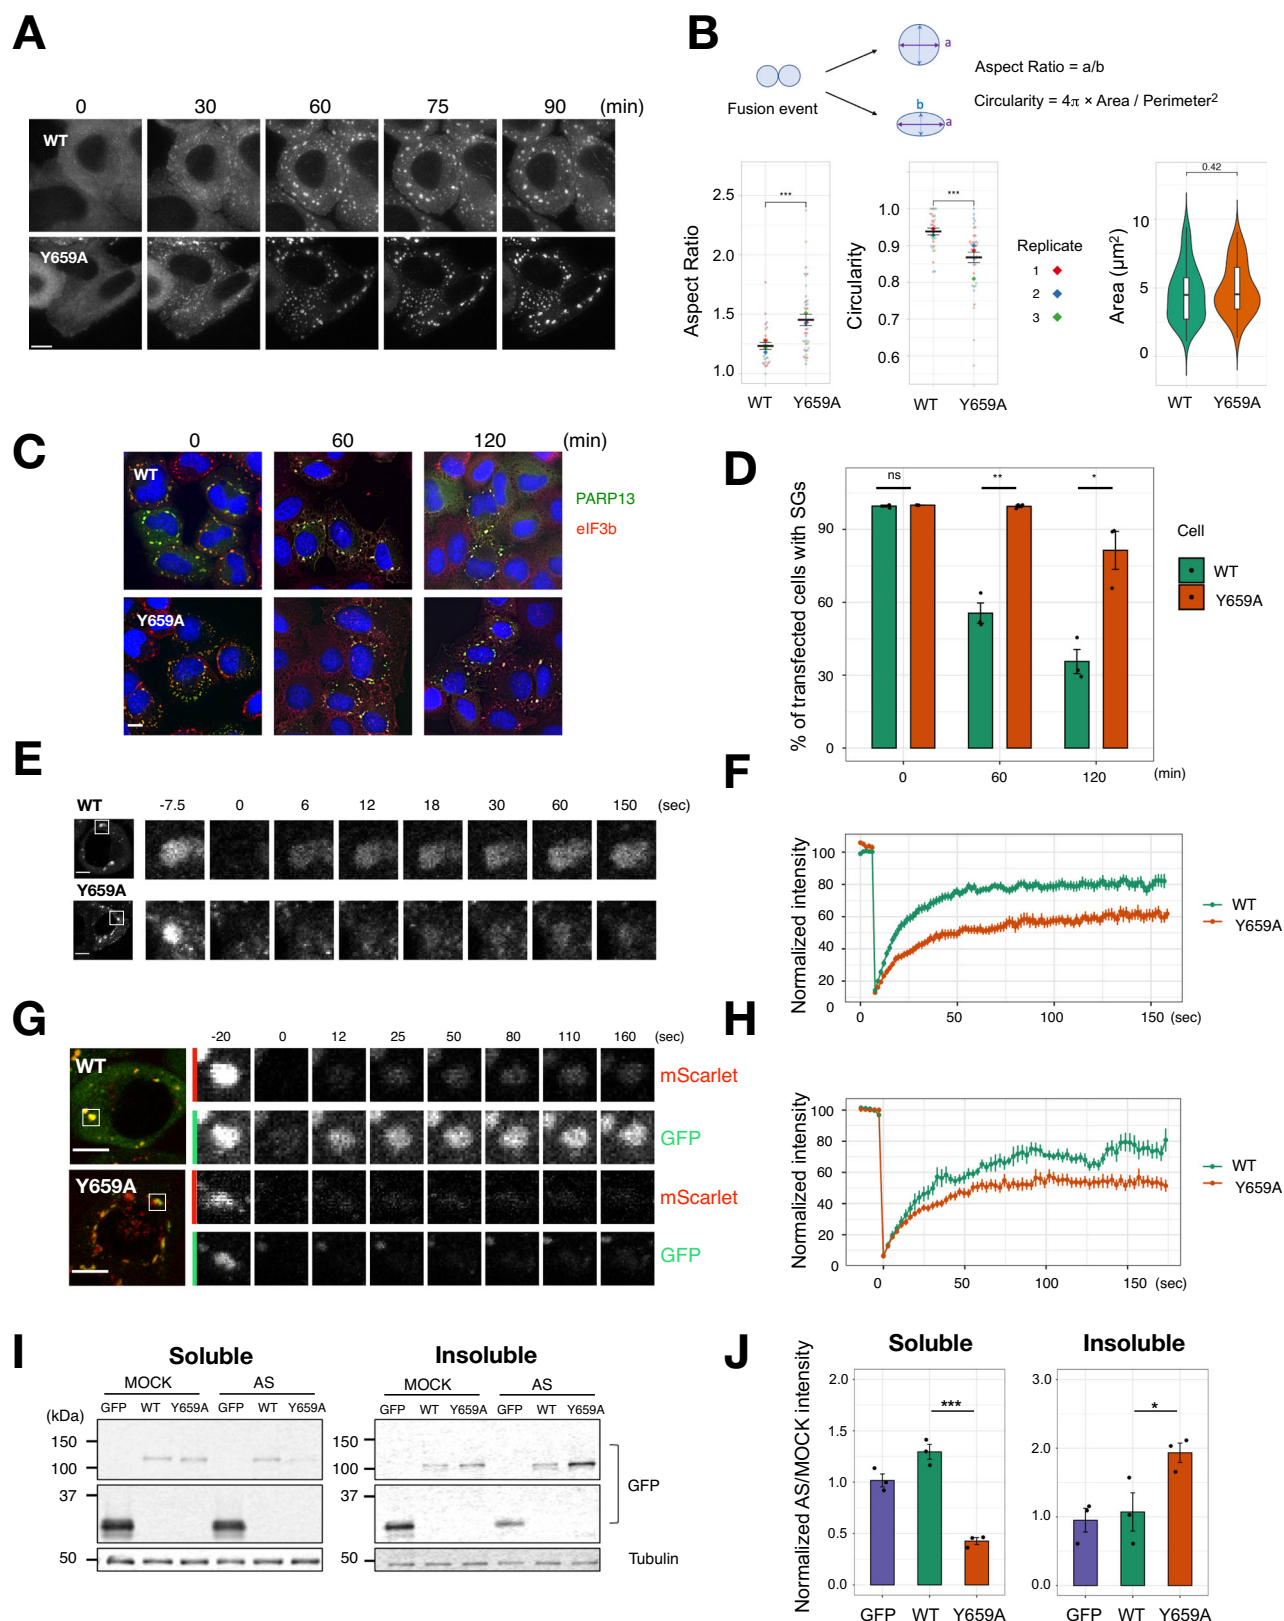 A
0 30 60 75 90 (min)
WT
Y659A
B
Fusion event
a
b
a
Aspect Ratio = a/b
Circularity = 4π × Area / Perimeter²
Aspect Ratio
2.5
2.0
1.5
1.0
***
WT Y659A
Circularity
1.0
0.9
0.8
0.7
0.6
***
WT Y659A
Replicate
1
2
3
Area (µm²)
10
5
0
0.42
WT Y659A
C
0 60 120 (min)
WT
Y659A
PARP13
eIF3b
D
% of transfected cells with SGs
90
60
30
0
ns ** *
0 60 120 (min)
Cell
WT
Y659A
E
WT -7.5 0 6 12 18 30 60 150 (sec)
Y659A
F
Normalized intensity
100
80
60
40
20
0
0 50 100 150 (sec)
WT
Y659A
G
-20 0 12 25 50 80 110 160 (sec)
WT
mScarlet
GFP
Y659A
mScarlet
GFP
H
Normalized intensity
100
80
60
40
20
0
0 50 100 150 (sec)
WT
Y659A
I
Soluble Insoluble
MOCK AS MOCK AS
(kDa) GFP WT Y659A GFP WT Y659A GFP WT Y659A GFP WT Y659A
150
100
37
50
150
100
37
50
GFP
Tubulin
J
Soluble Insoluble
Normalized AS/MOCK intensity
2.0
1.5
1.0
0.5
0.0
***
GFP WT Y659A
3.0
2.0
1.0
0.0
*
GFP WT Y659A